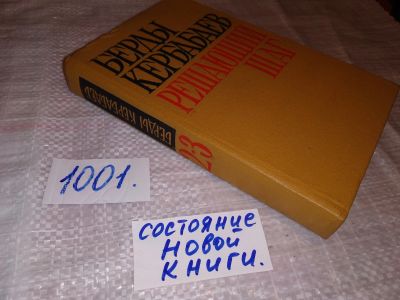 БЕРДЫ
КЕРБАБАЕВ
РЕШАЮЩИЙ
ШАГ
БЕРДЫ КЕРБАБАЕВ
1001.
СОСТОЯНИЕ
НОВОЙ
КНИГИ.